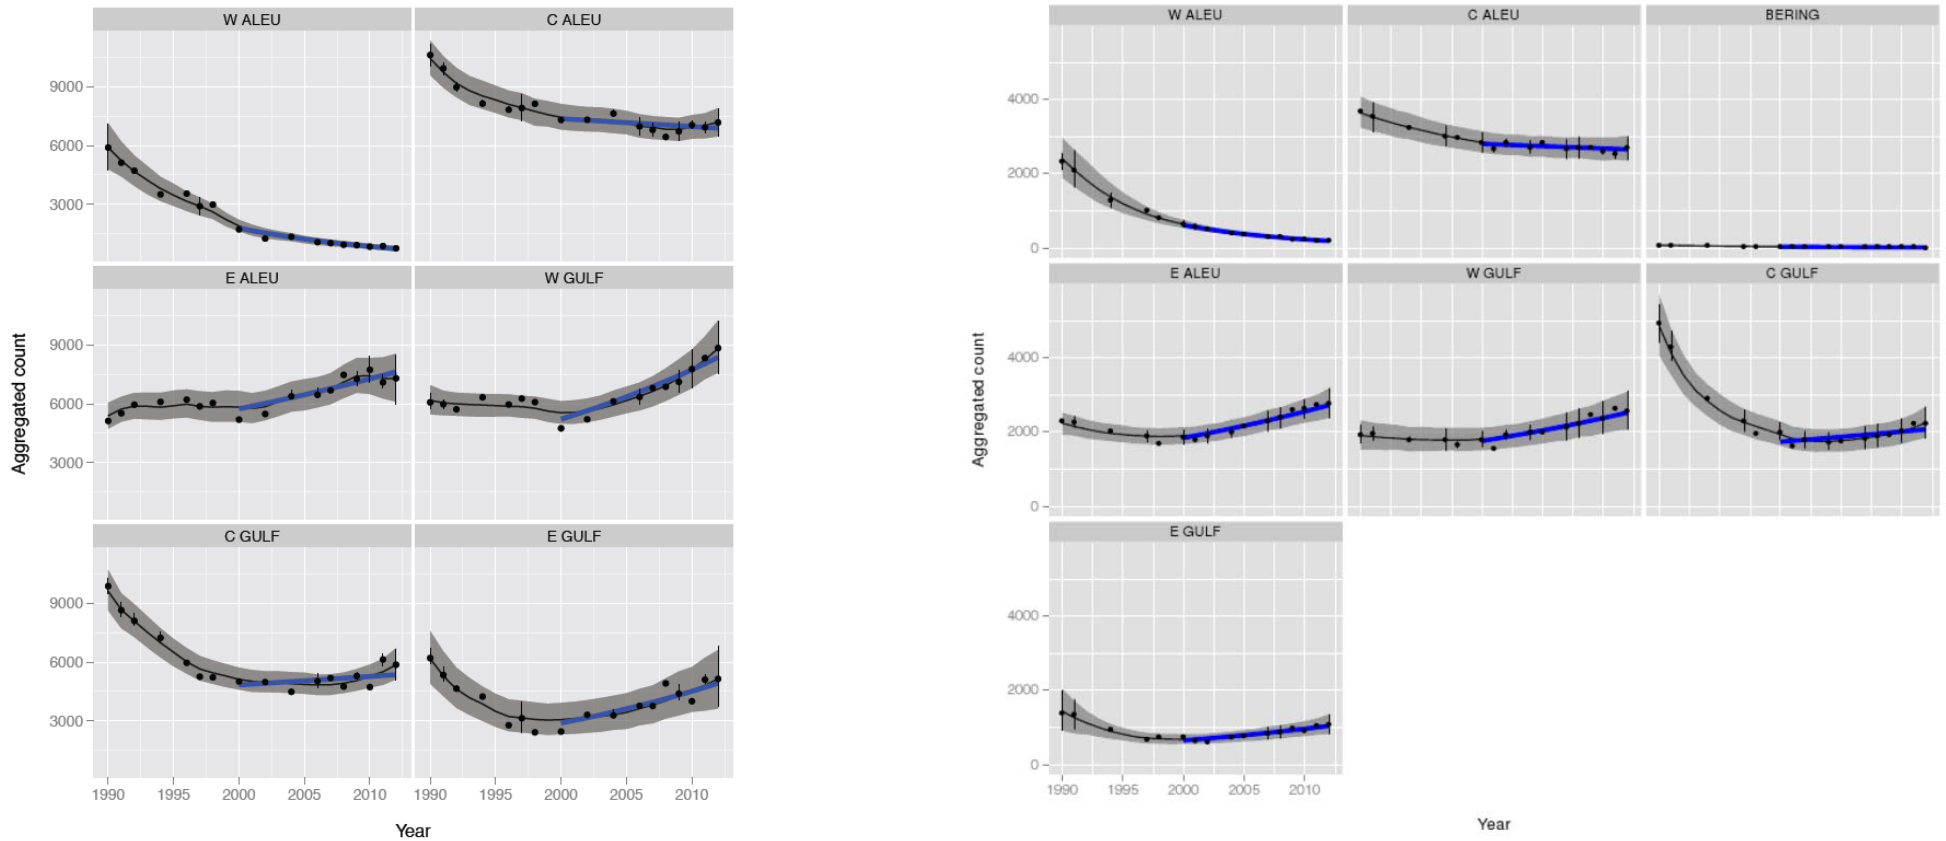 W ALEU C ALEU
9000
6000
3000
E ALEU W GULF
9000
6000
3000
C GULF E GULF
9000
6000
3000
1990 1995 2000 2005 2010 1990 1995 2000 2005 2010
Aggregated count
Year
W ALEU C ALEU BERING
4000
2000
0
E ALEU W GULF C GULF
4000
2000
0
E GULF
4000
2000
0
1990 1995 2000 2005 2010
Aggregated count
Year